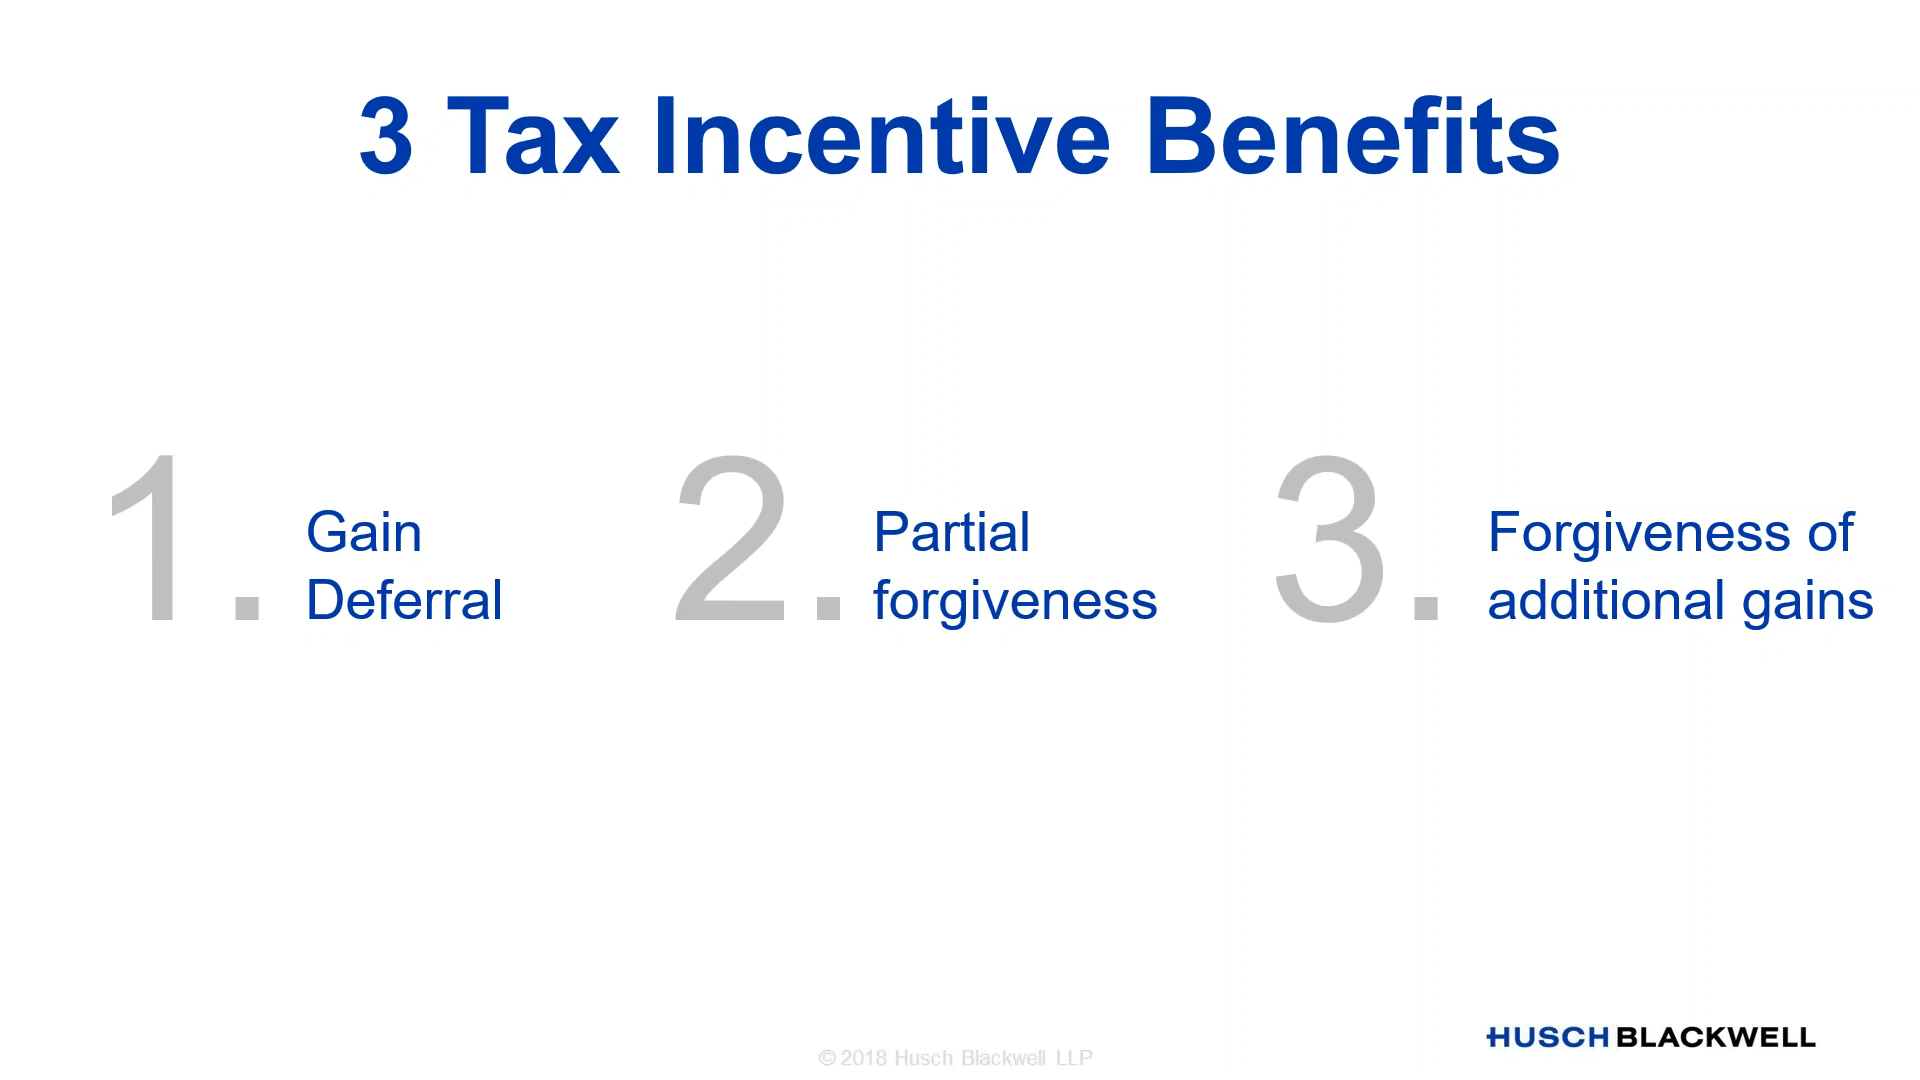 3 Tax Incentive Benefits
1. Gain
Deferral
2. Partial
forgiveness
3. Forgiveness of
additional gains
HUSCH BLACKWELL
© 2018 Husch Blackwell LLP